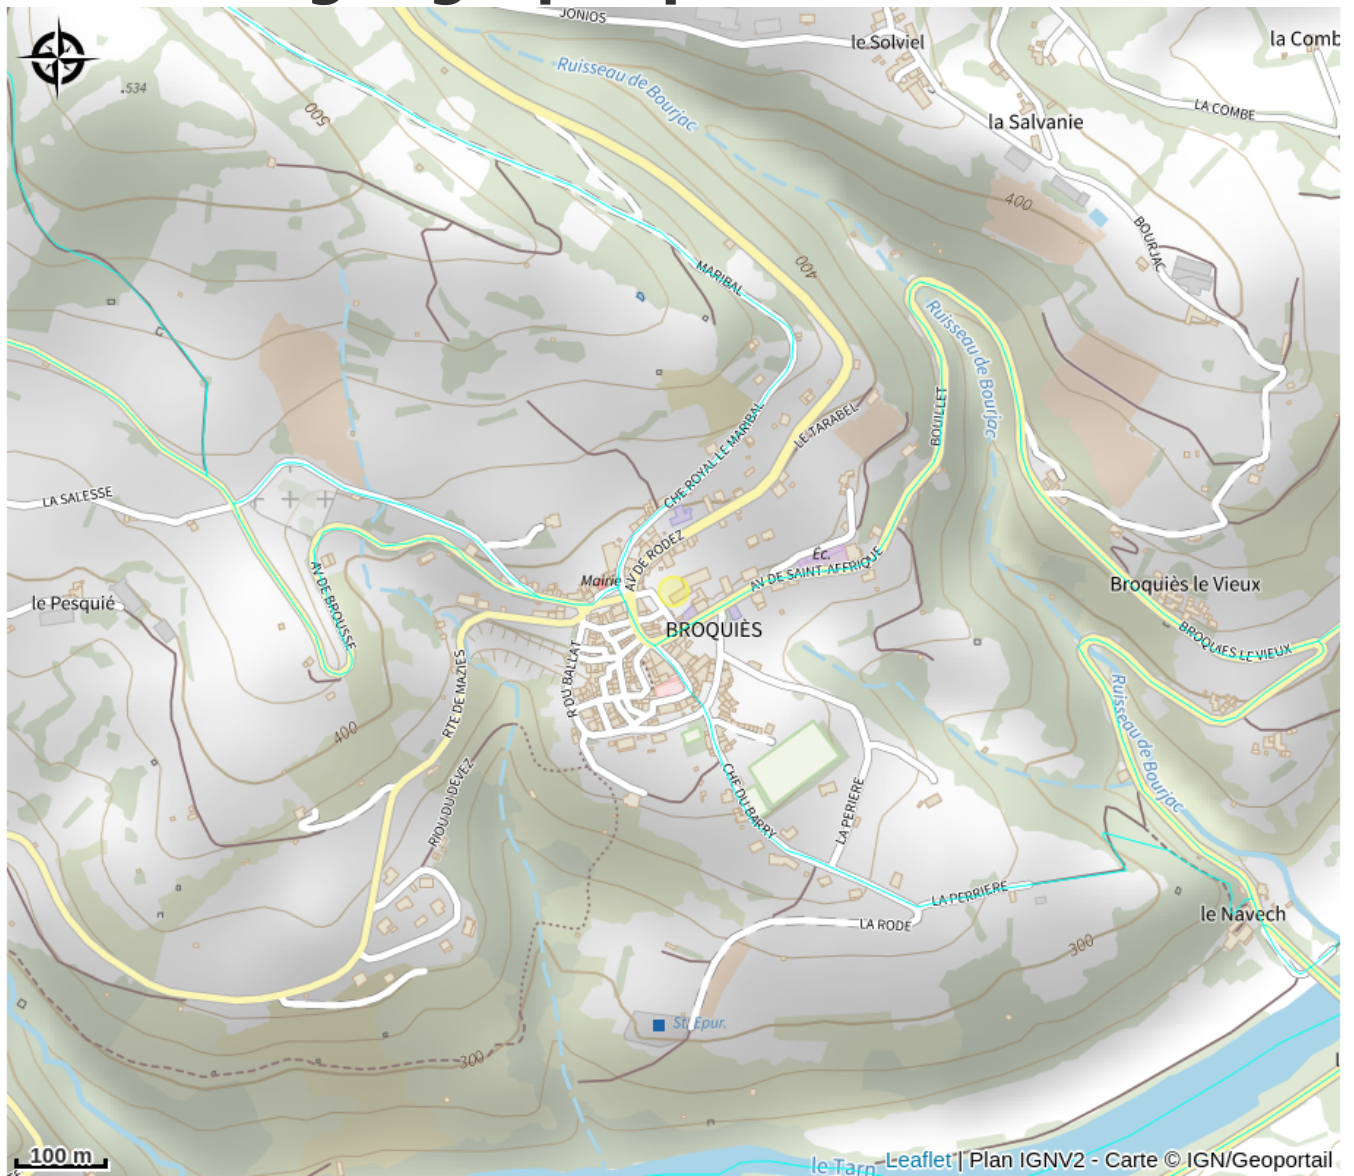 JONIOS
le Solviel
la Comb
Ruisseau de Bourjac
.534
500
LA COMBE
la Salvanie
400
BOURJAC
MARIBAL
400
Ruisseau de Bourjac
BOUILLET
LE TARABEL
CHE ROYAL LE MARIBAL
LA SALESSE
AV DE RODEZ
Éc.
AV DE SAINT-AFFRIQUE
Mairie
AV DE BROUSSE
le Pesquié
Broquiès le Vieux
BROQUIÈS
BROQUIES LE VIEUX
R DU BALLAT
RTE DE MAZIES
Ruisseau de Bourjac
400
RIOU DU DEVEZ
CHE DU BARRY
LA PERIERE
LA PERRIERE
LA RODE
le Navech
300
St. Epur.
300
100 m
le Tarn
Leaflet | Plan IGNV2 - Carte © IGN/Geoportail